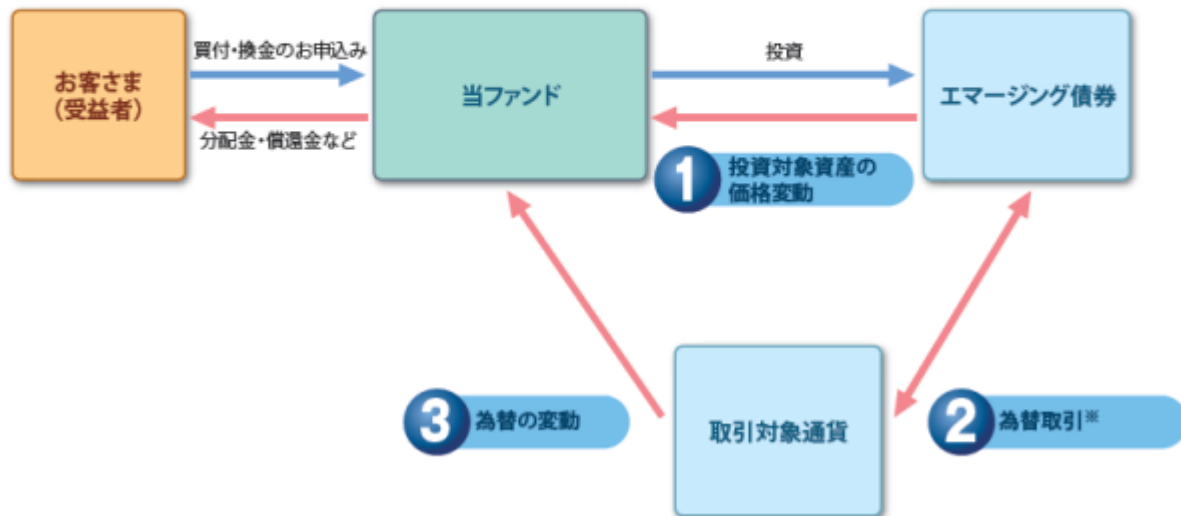 買付・換金のお申込み
お客さま
(受益者)
分配金・償還金など
当ファンド
投資
エマージング債券
1 投資対象資産の
価格変動
3 為替の変動
取引対象通貨
2 為替取引※